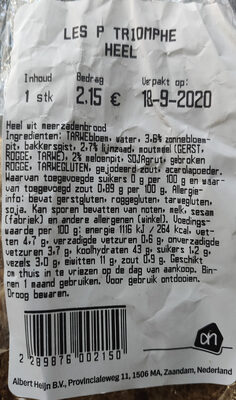 LES P TRIOMPHE
HEEL
Inhoud Bedrag Verpakt op:
1 stk 2,15 € 18-9-2020
Heel wit meerzadenbrood
Ingredienten: TARWEbloem, water, 3,6% zonnebloem-
pit, bakkersgist, 2,7% lijnzaad, moutmeel (GERST,
ROGGE, TARWE), 2% meloenpit, SOJAgrut, gebroken
ROGGE, TARWEGLUTEN, gejodeerd zout, acerolapoeder.
Waarvan toegevoegde suikers 0 g per 100 g en waar-
van toegevoegd zout 0,89 g per 100 g. Allergie-
info: bevat gerstgluten, roggegluten, tarwegluten,
soja. Kan sporen bevatten van noten, melk, sesam
(fabriek) en andere allergenen (winkel). Voedings-
waarde per 100 g: energie 1116 kJ / 264 kcal, vet-
ten 4,7 g, verzadigde vetzuren 0,6 g, onverzadigde
vetzuren 3,7 g, koolhydraten 43 g, suikers 1,2 g,
vezels 3,0 g, eiwitten 11 g, zout 0,9 g. Geschikt
om thuis in te vriezen op de dag van aankoop. Bin-
nen 1 maand gebruiken. Voor gebruik ontdooien.
Droog bewaren.
2 289876 002150
Albert Heijn B.V., Provincialeweg 11, 1506 MA, Zaandam, Nederland